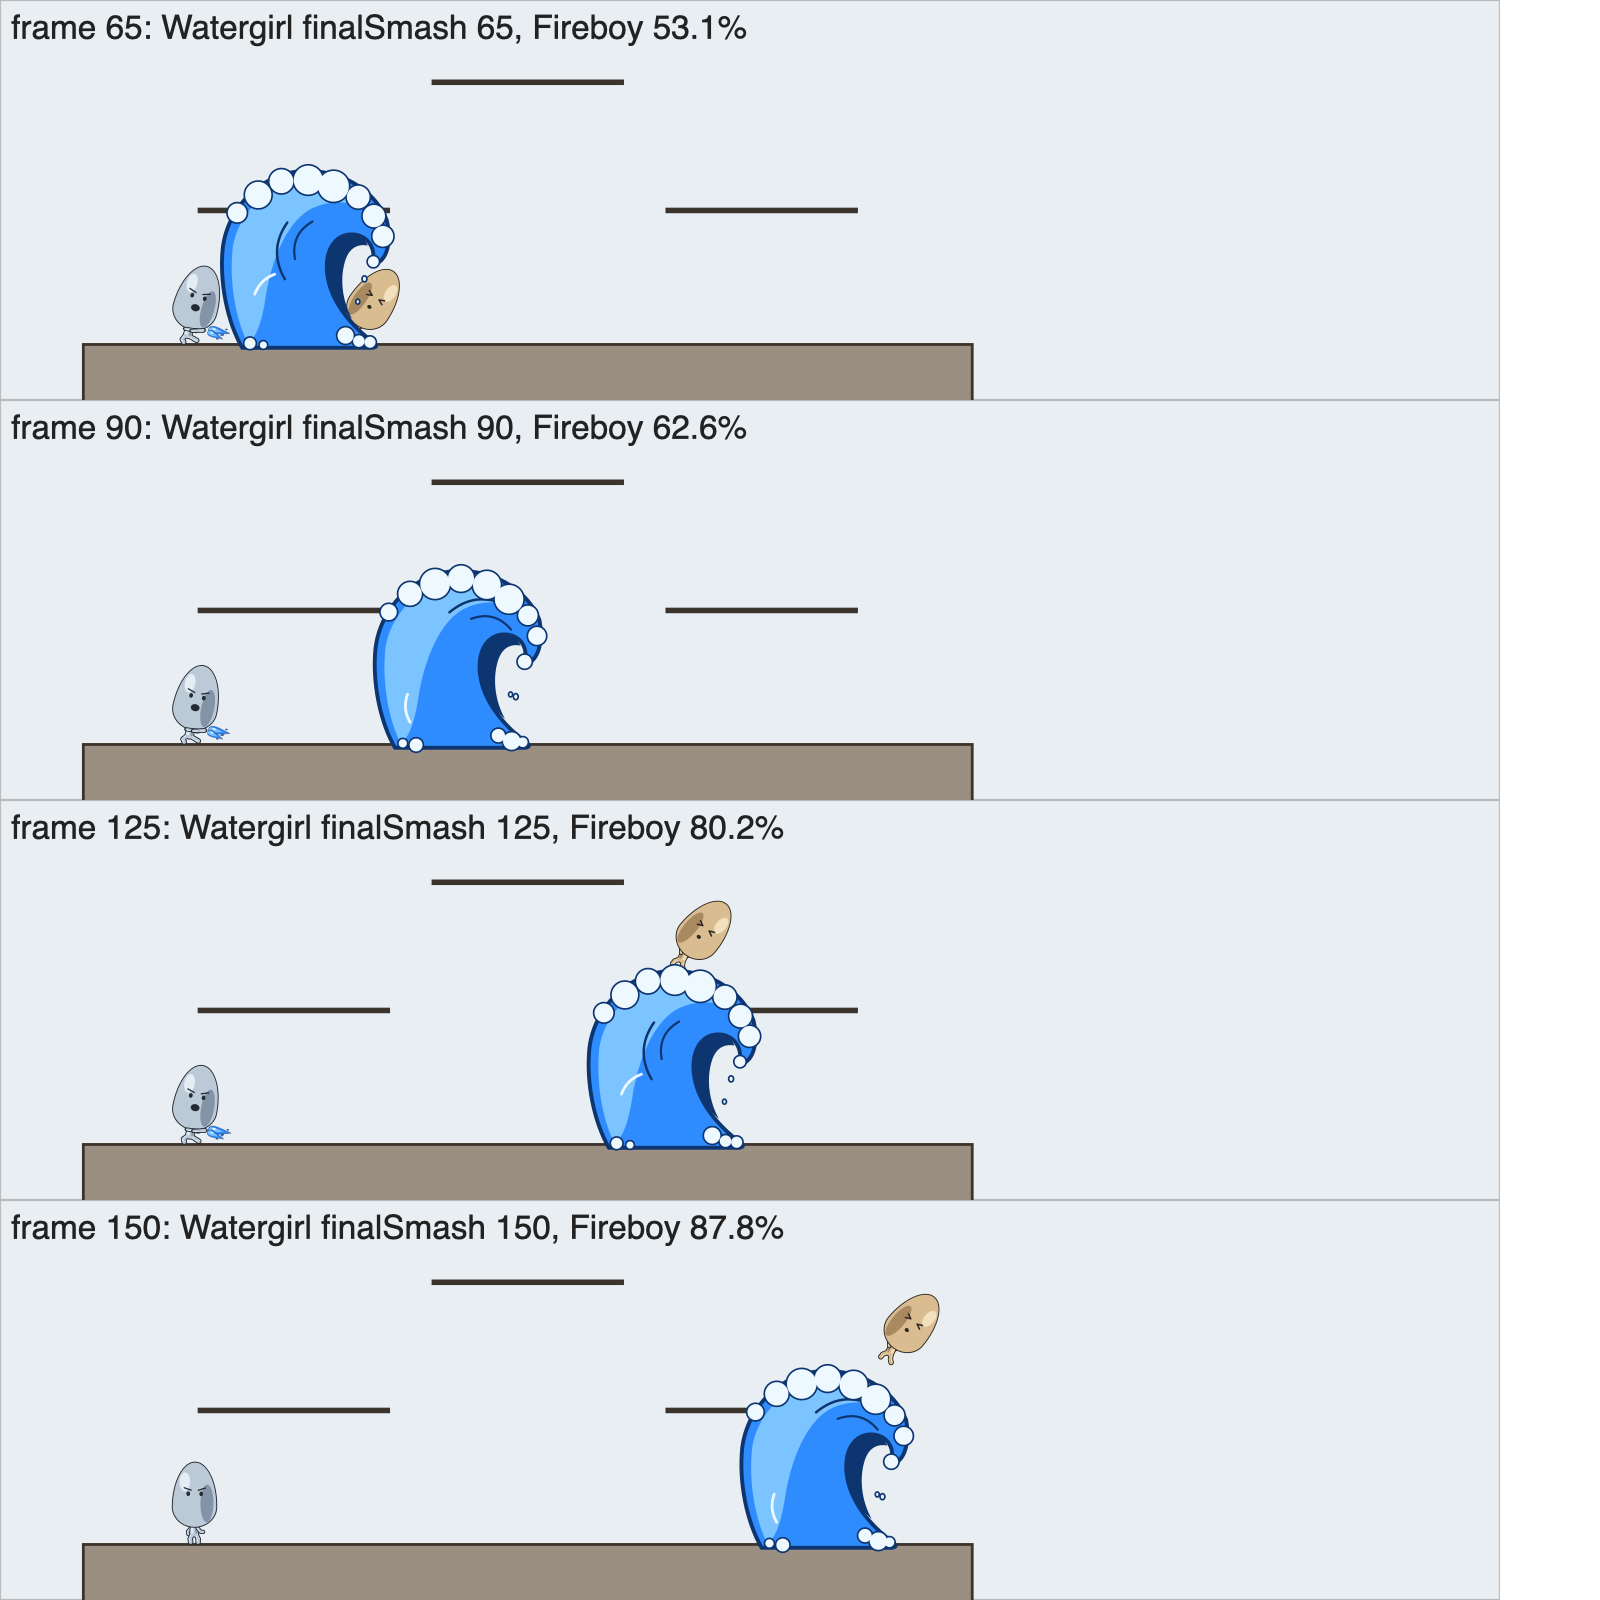 frame 65: Watergirl finalSmash 65, Fireboy 53.1%
frame 90: Watergirl finalSmash 90, Fireboy 62.6%
frame 125: Watergirl finalSmash 125, Fireboy 80.2%
frame 150: Watergirl finalSmash 150, Fireboy 87.8%